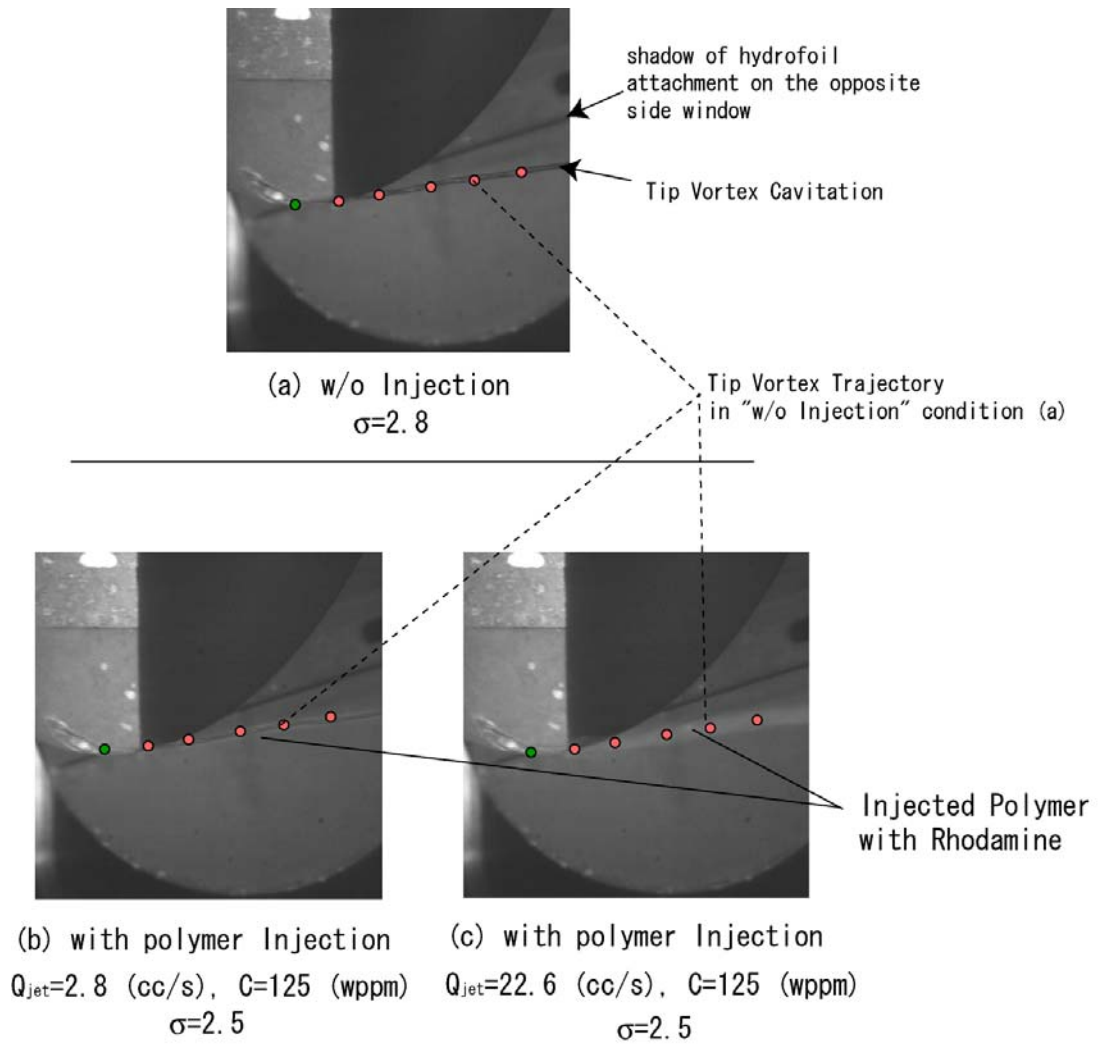 shadow of hydrofoil
attachment on the opposite
side window
Tip Vortex Cavitation
(a) w/o Injection
σ=2.8
Tip Vortex Trajectory
in "w/o Injection" condition (a)
Injected Polymer
with Rhodamine
(b) with polymer Injection
Qjet=2.8 (cc/s), C=125 (wppm)
σ=2.5
(c) with polymer Injection
Qjet=22.6 (cc/s), C=125 (wppm)
σ=2.5